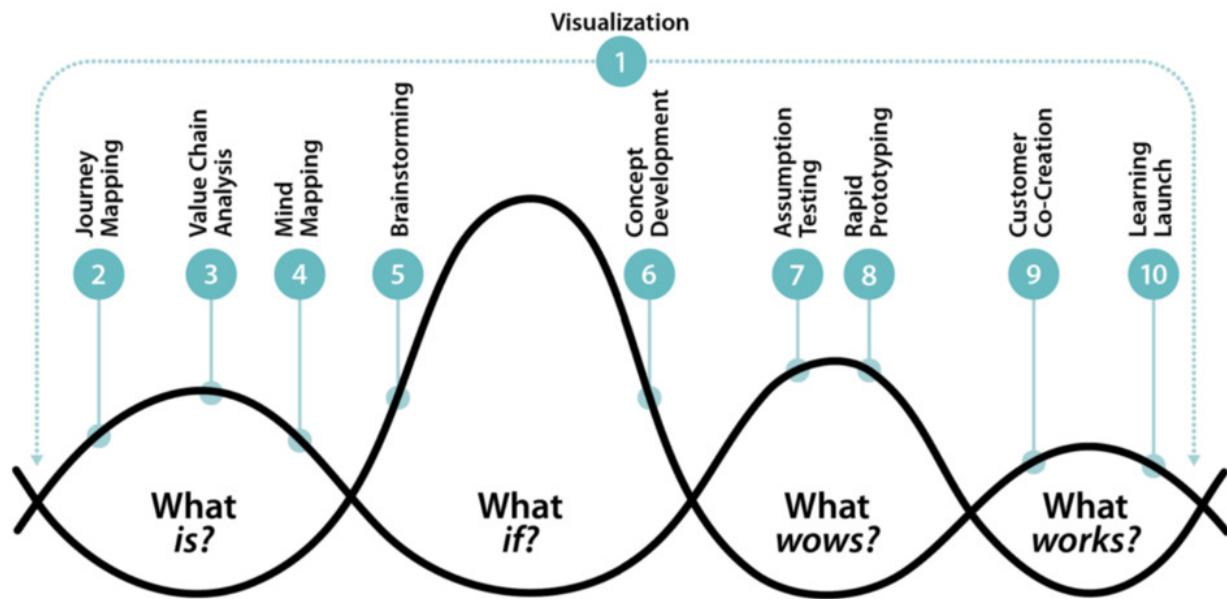 Visualization
1
Journey
Mapping
2
Value Chain
Analysis
3
Mind
Mapping
4
Brainstorming
5
Concept
Development
6
Assumption
Testing
7
Rapid
Prototyping
8
Customer
Co-Creation
9
Learning
Launch
10
What
is?
What
if?
What
wows?
What
works?